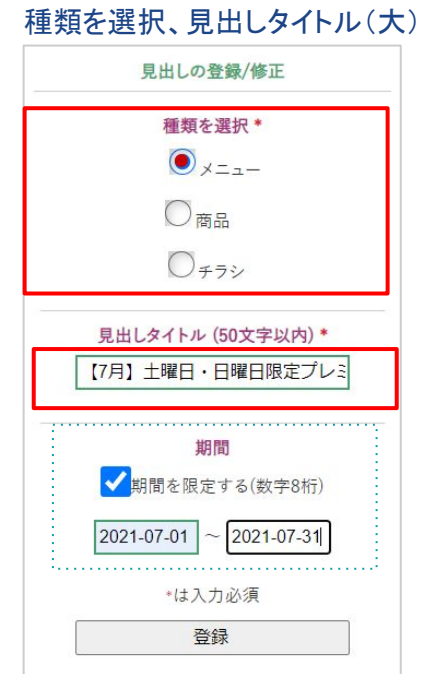 種類を選択、見出しタイトル（大）
見出しの登録/修正
種類を選択 *
メニュー
商品
チラシ
見出しタイトル (50文字以内) *
【7月】土曜日・日曜日限定プレミ
期間
期間を限定する(数字8桁)
2021-07-01 ～ 2021-07-31
*は入力必須
登録